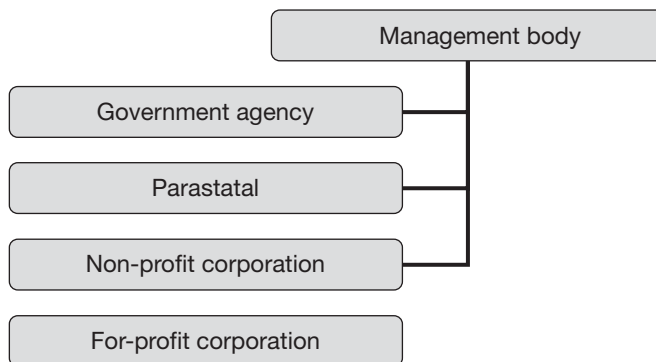 Management body
Government agency
Parastatal
Non-profit corporation
For-profit corporation